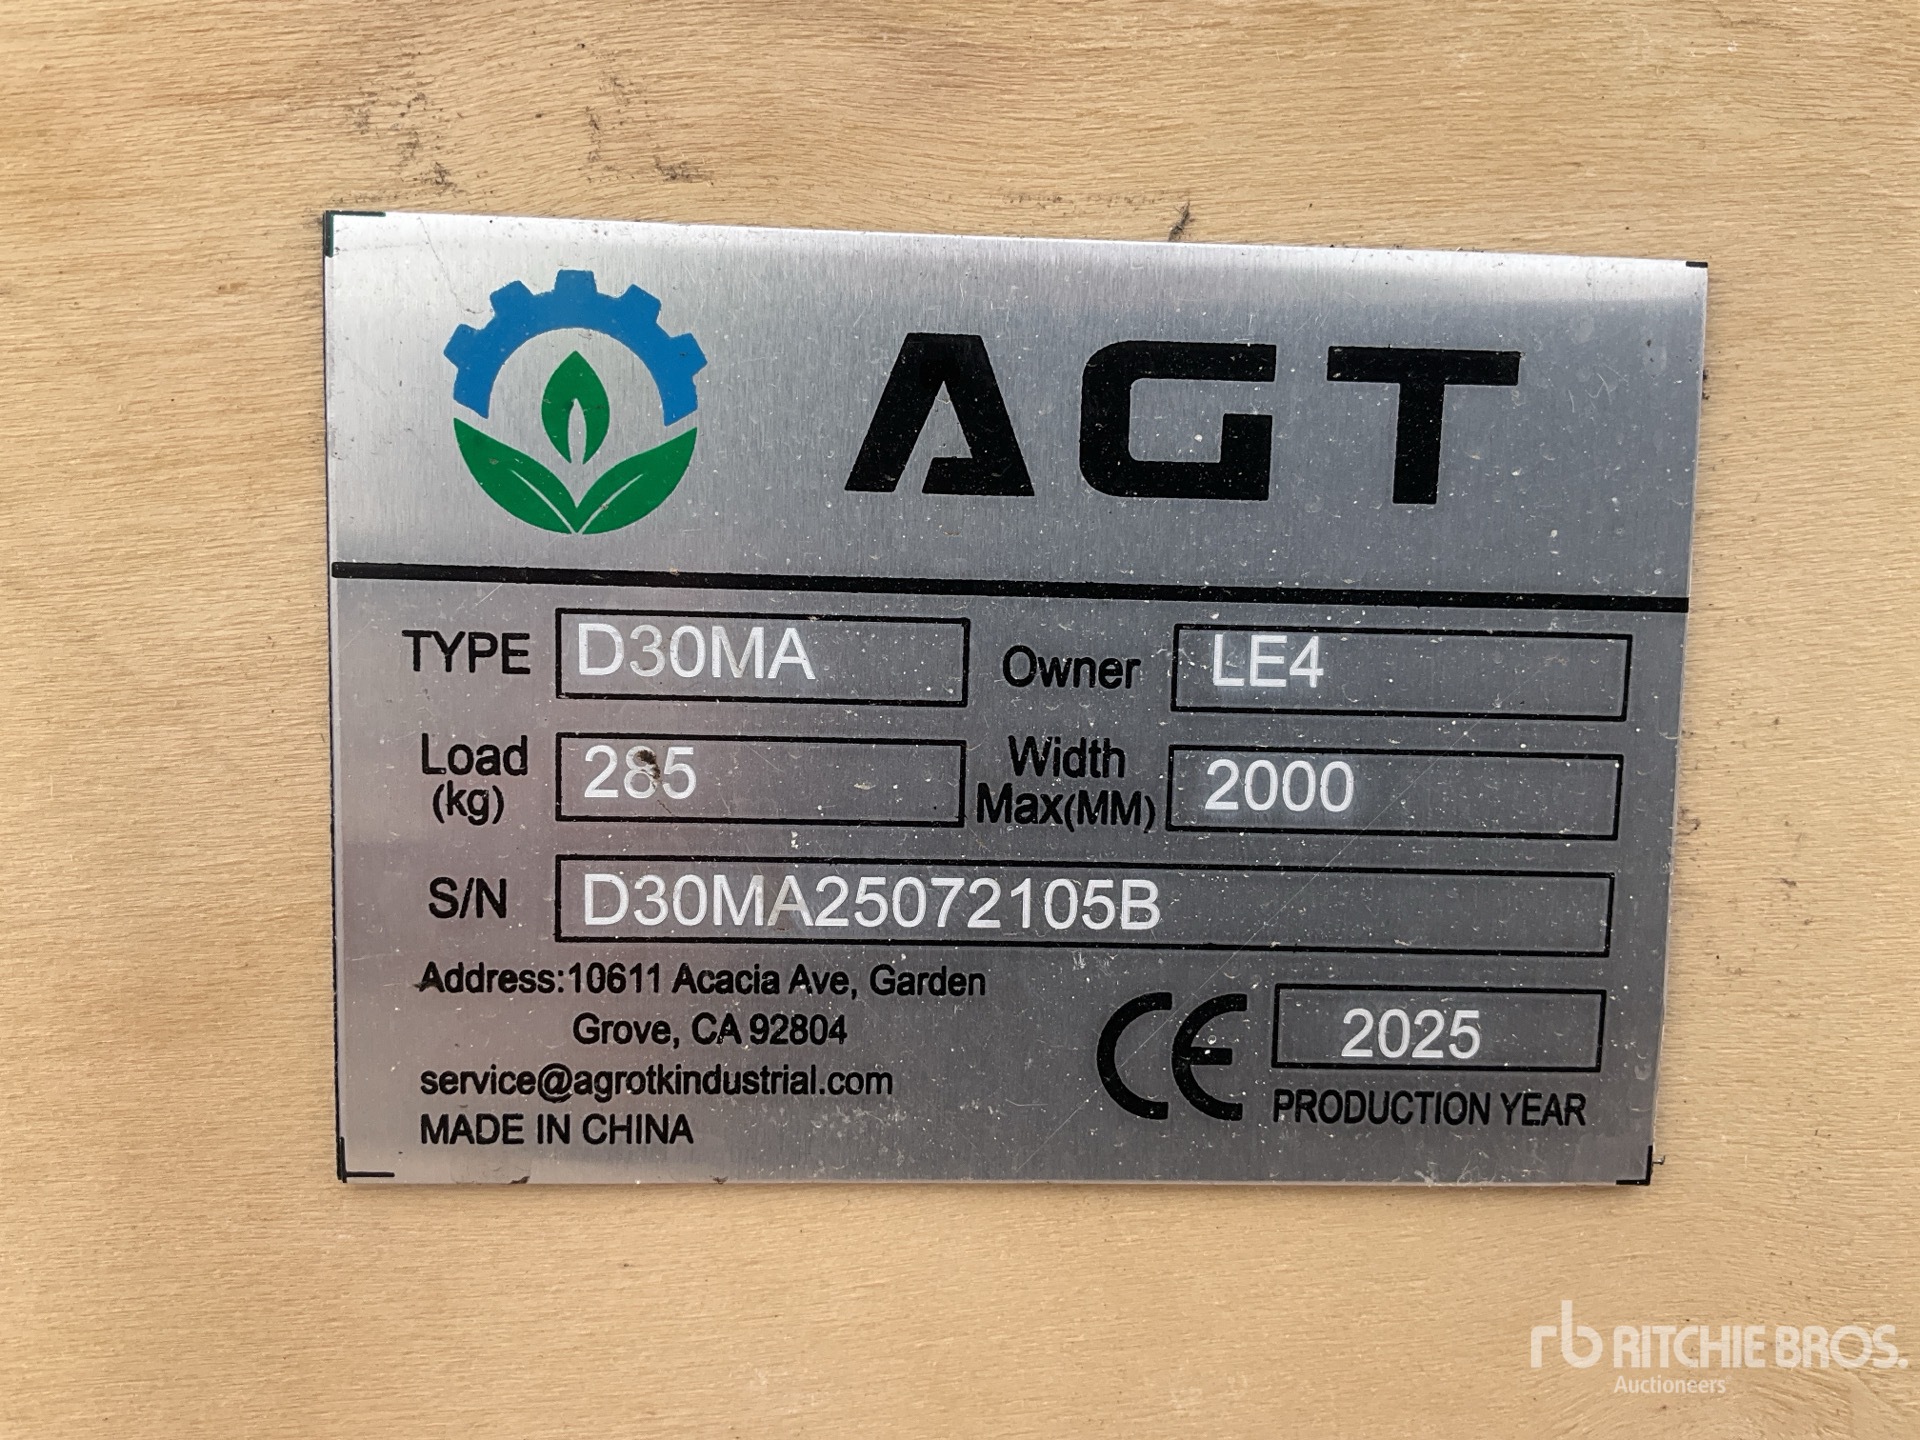 AGT
TYPE D30MA Owner LE4
Load (kg) 285 Width Max(MM) 2000
S/N D30MA25072105B
Address:10611 Acacia Ave, Garden
Grove, CA 92804
service@agrotkindustrial.com
MADE IN CHINA
CE 2025
PRODUCTION YEAR
rb RITCHIE BROS.
Auctioneers